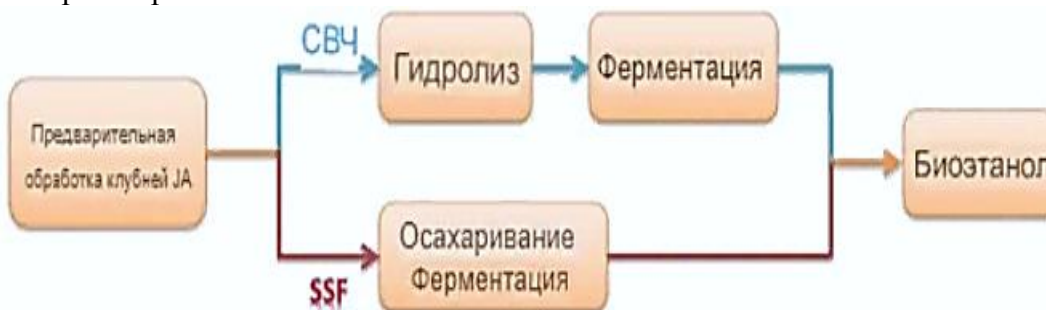 СВЧ
Гидролиз
Ферментация
Предварительная
обработка клубней JA
Биоэтанол
Осахаривание
Ферментация
SSF